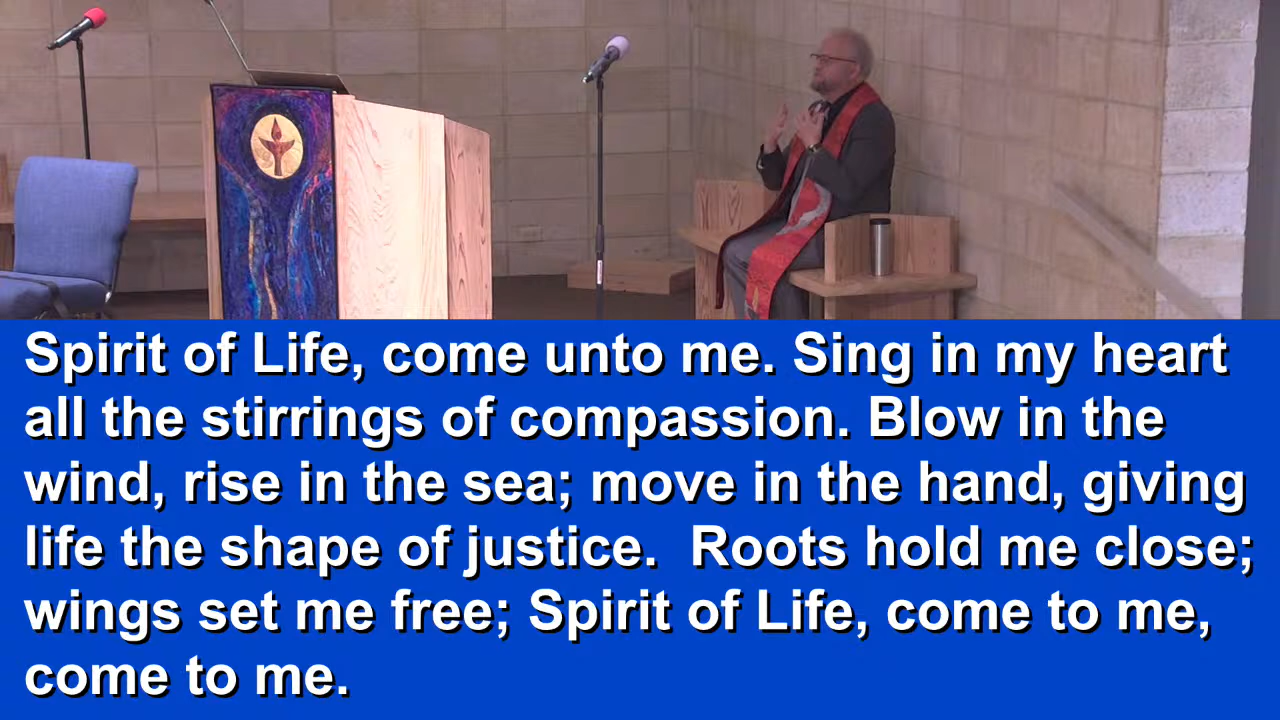 Spirit of Life, come unto me. Sing in my heart
all the stirrings of compassion. Blow in the
wind, rise in the sea; move in the hand, giving
life the shape of justice.  Roots hold me close;
wings set me free; Spirit of Life, come to me,
come to me.